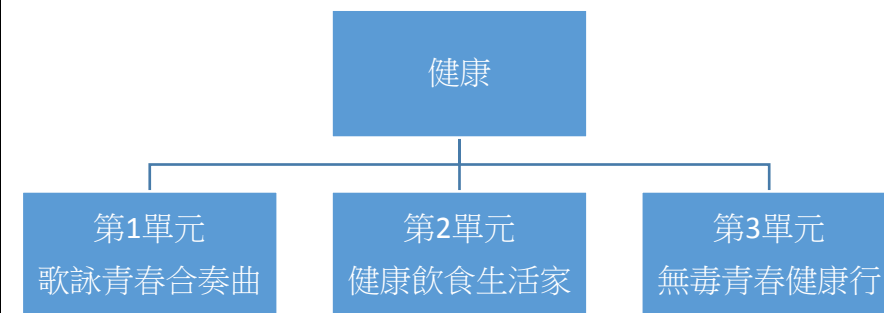 健康
第1單元
歌詠青春合奏曲
第2單元
健康飲食生活家
第3單元
無毒青春健康行